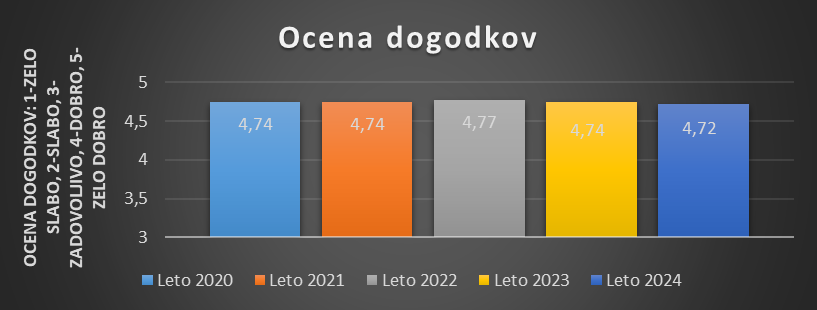 Ocena dogodkov
OCENA DOGODKOV: 1-ZELO
SLABO, 2-SLABO, 3-
ZADOVOLJIVO, 4-DOBRO, 5-
ZELO DOBRO
5
4,5
4
3,5
3
4,74
4,74
4,77
4,74
4,72
Leto 2020 Leto 2021 Leto 2022 Leto 2023 Leto 2024